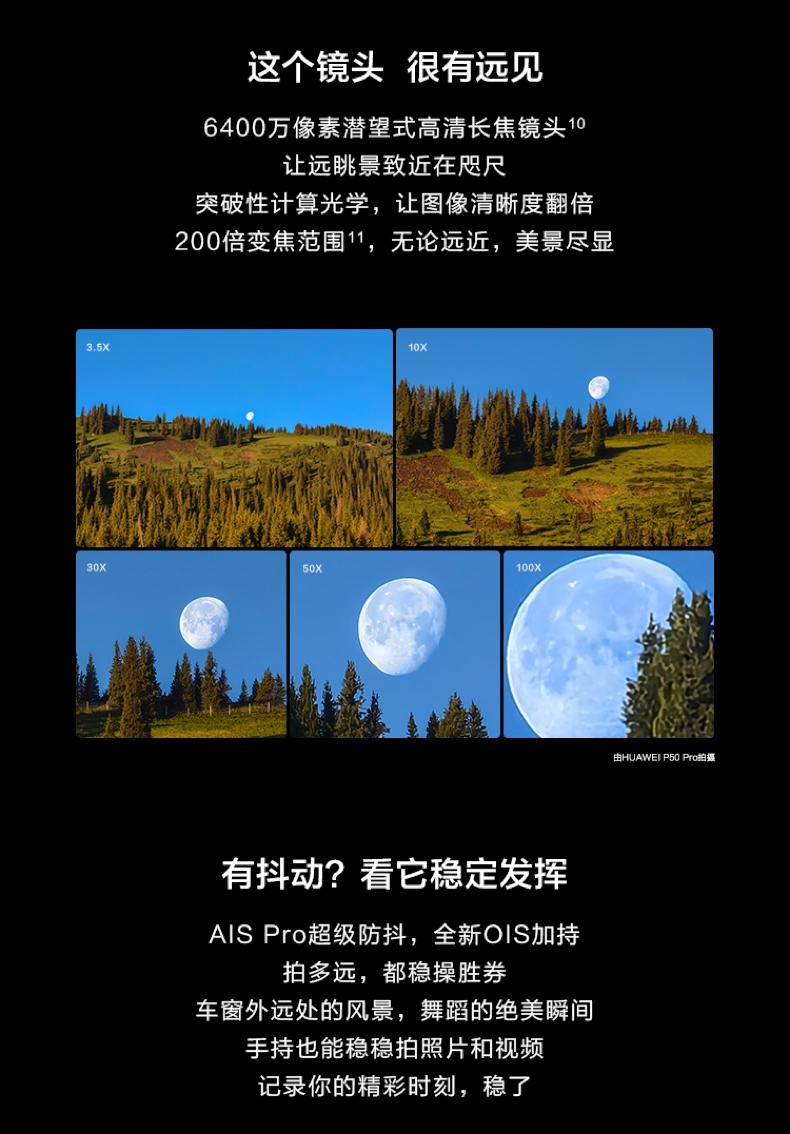 这个镜头 很有远见
6400万像素潜望式高清长焦镜头¹⁰
让远眺景致近在咫尺
突破性计算光学，让图像清晰度翻倍
200倍变焦范围¹¹，无论远近，美景尽显
3.5X
10X
30X
50X
100X
由HUAWEI P50 Pro拍摄
有抖动？看它稳定发挥
AIS Pro超级防抖，全新OIS加持
拍多远，都稳操胜券
车窗外远处的风景，舞蹈的绝美瞬间
手持也能稳稳拍照片和视频
记录你的精彩时刻，稳了